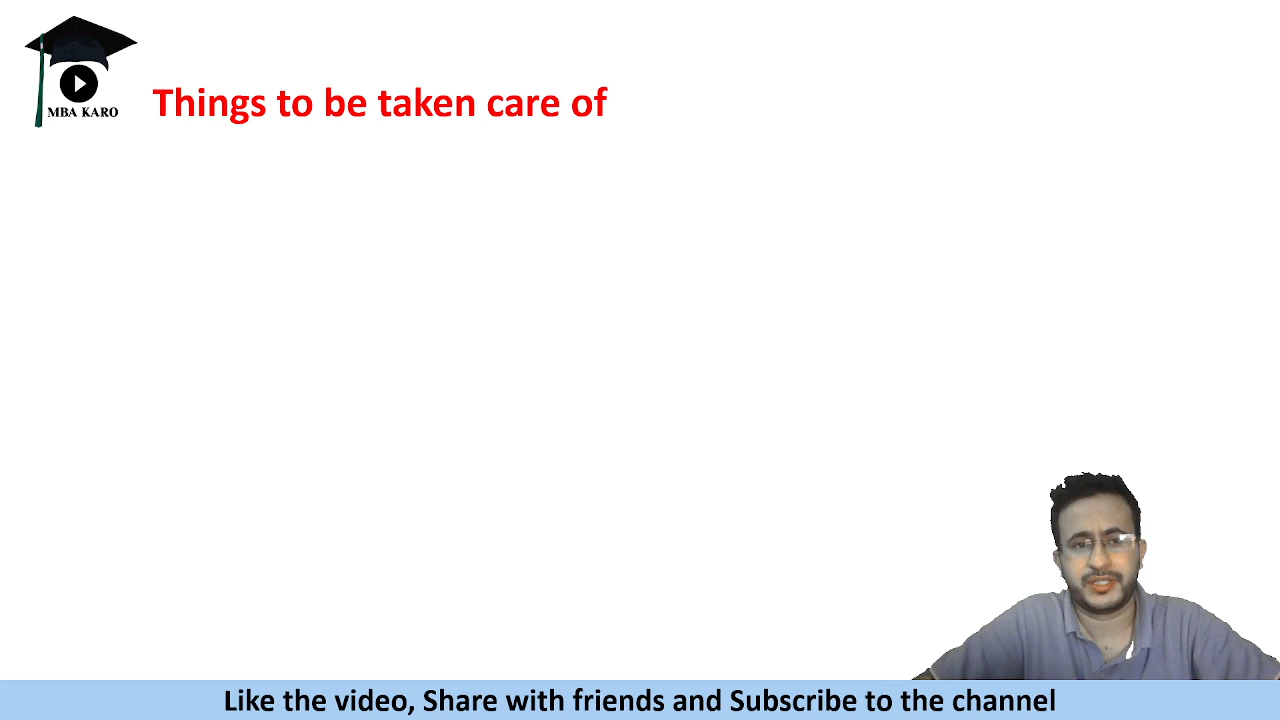 MBA KARO
Things to be taken care of
Like the video, Share with friends and Subscribe to the channel